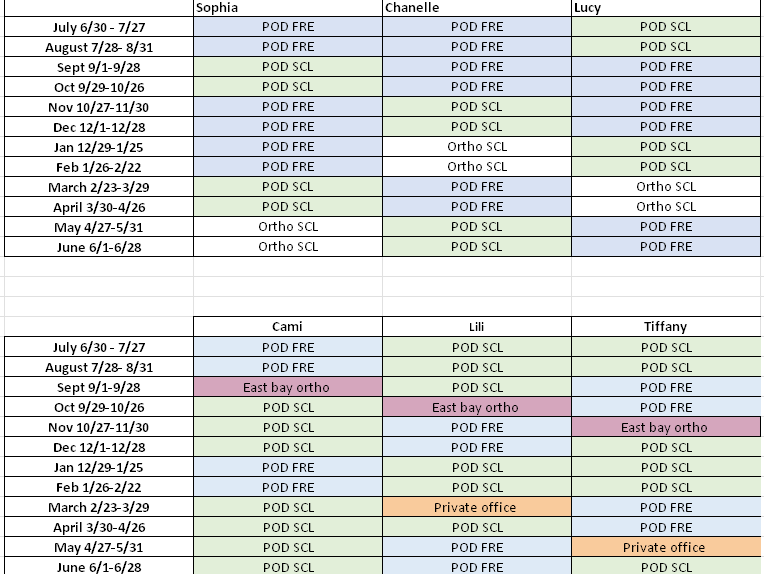 Sophia Chanelle Lucy
July 6/30 - 7/27 POD FRE POD FRE POD SCL
August 7/28- 8/31 POD FRE POD FRE POD SCL
Sept 9/1-9/28 POD SCL POD FRE POD FRE
Oct 9/29-10/26 POD SCL POD FRE POD FRE
Nov 10/27-11/30 POD FRE POD SCL POD FRE
Dec 12/1-12/28 POD FRE POD SCL POD FRE
Jan 12/29-1/25 POD FRE Ortho SCL POD SCL
Feb 1/26-2/22 POD FRE Ortho SCL POD SCL
March 2/23-3/29 POD SCL POD FRE Ortho SCL
April 3/30-4/26 POD SCL POD FRE Ortho SCL
May 4/27-5/31 Ortho SCL POD SCL POD FRE
June 6/1-6/28 Ortho SCL POD SCL POD FRE
Cami Lili Tiffany
July 6/30 - 7/27 POD FRE POD SCL POD SCL
August 7/28- 8/31 POD FRE POD SCL POD SCL
Sept 9/1-9/28 East bay ortho POD SCL POD FRE
Oct 9/29-10/26 POD SCL East bay ortho POD FRE
Nov 10/27-11/30 POD SCL POD FRE East bay ortho
Dec 12/1-12/28 POD SCL POD FRE POD SCL
Jan 12/29-1/25 POD FRE POD SCL POD SCL
Feb 1/26-2/22 POD FRE POD SCL POD SCL
March 2/23-3/29 POD SCL Private office POD FRE
April 3/30-4/26 POD SCL POD SCL POD FRE
May 4/27-5/31 POD SCL POD FRE Private office
June 6/1-6/28 POD SCL POD FRE POD SCL